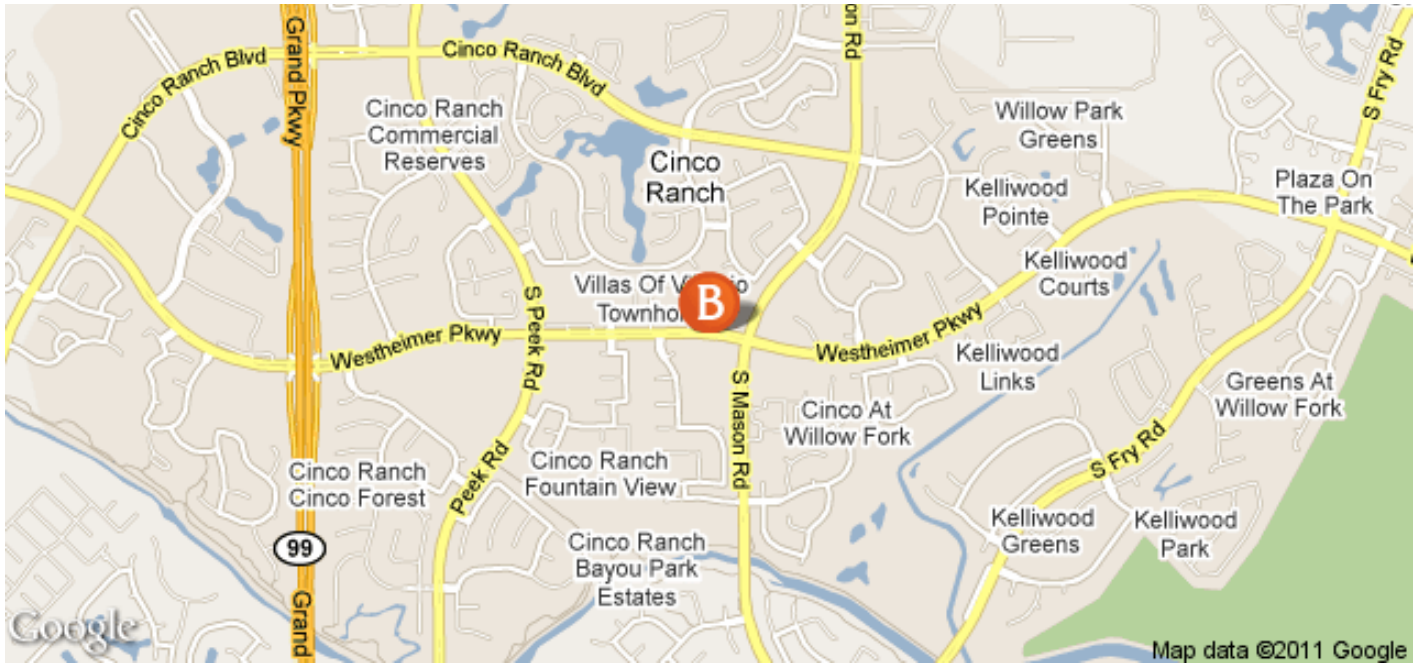 Grand Pkwy
on Rd
Cinco Ranch Blvd
Cinco Ranch Blvd
S Fry Rd
Cinco Ranch
Commercial
Reserves
Willow Park
Greens
Cinco
Ranch
Kelliwood
Pointe
Plaza On
The Park
Kelliwood
Courts
Villas Of
Townho
B
S Peek Rd
Westheimer Pkwy
Westheimer Pkwy
Kelliwood
Links
Greens At
Willow Fork
S Mason Rd
Cinco At
Willow Fork
Cinco Ranch
Cinco Forest
Peek Rd
Cinco Ranch
Fountain View
S Fry Rd
Kelliwood
Greens
Kelliwood
Park
99
Cinco Ranch
Bayou Park
Estates
Grand
Google
Map data ©2011 Google